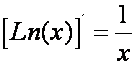 [Ln(x)]' = 1/x